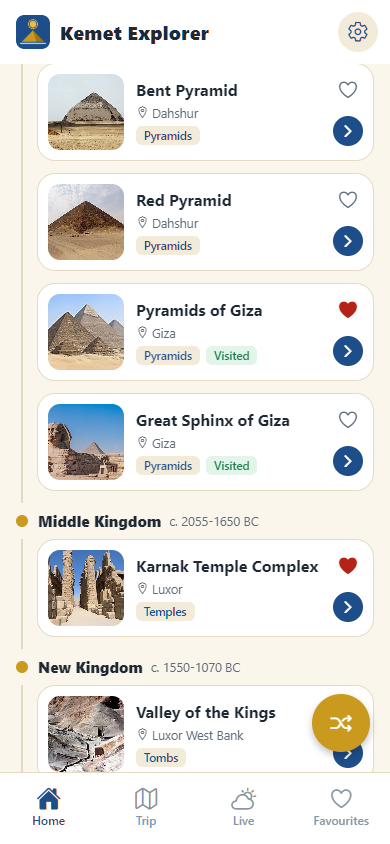 Kemet Explorer
Bent Pyramid
Dahshur
Pyramids
Red Pyramid
Dahshur
Pyramids
Pyramids of Giza
Giza
Pyramids Visited
Great Sphinx of Giza
Giza
Pyramids Visited
Middle Kingdom c. 2055-1650 BC
Karnak Temple Complex
Luxor
Temples
New Kingdom c. 1550-1070 BC
Valley of the Kings
Luxor West Bank
Tombs
Home Trip Live Favourites